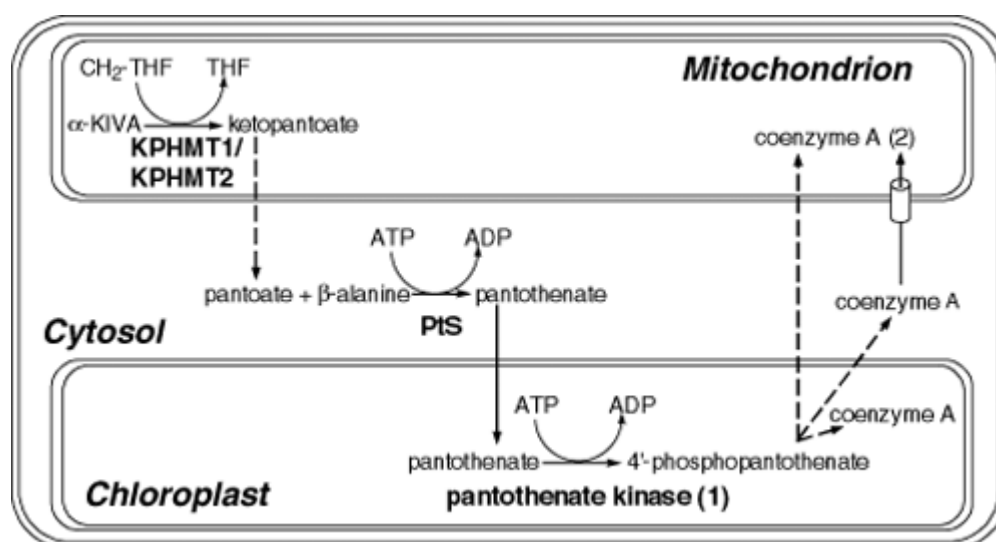 CH2-THF THF
Mitochondrion
α-KIVA ketopantoate
KPHMT1/
KPHMT2
coenzyme A (2)
ATP ADP
pantoate + β-alanine pantothenate
PtS
coenzyme A
Cytosol
ATP ADP
coenzyme A
pantothenate 4'-phosphopantothenate
pantothenate kinase (1)
Chloroplast